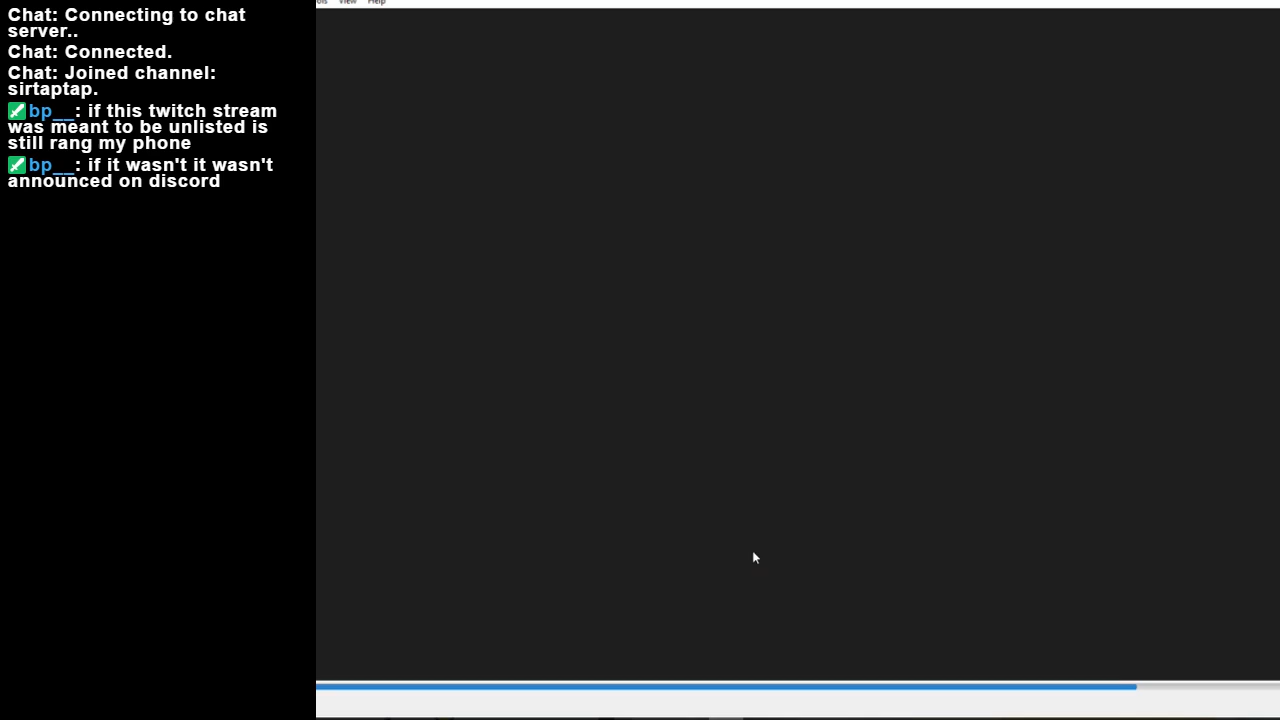 ols View Help
Chat: Connecting to chat
server..
Chat: Connected.
Chat: Joined channel:
sirtaptap.
bp__: if this twitch stream
was meant to be unlisted is
still rang my phone
bp__: if it wasn't it wasn't
announced on discord